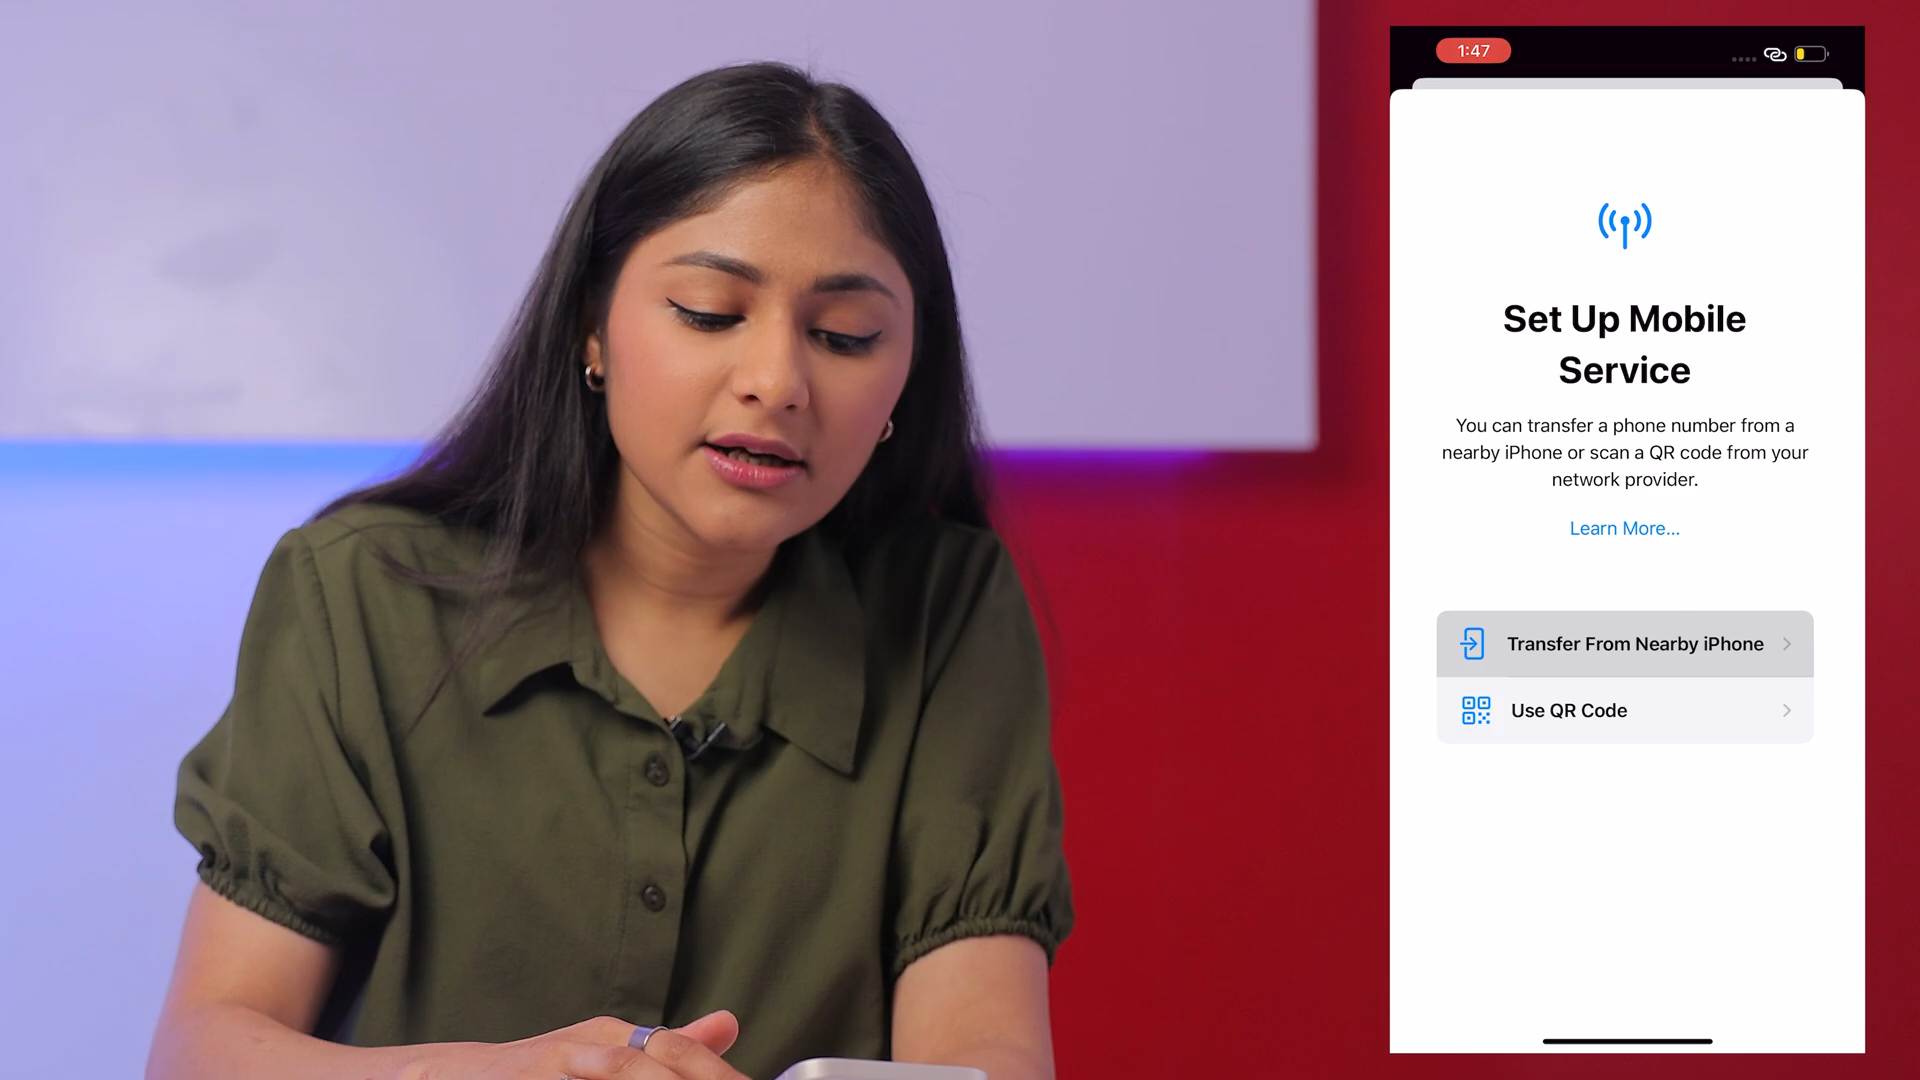 1:47
Set Up Mobile
Service
You can transfer a phone number from a
nearby iPhone or scan a QR code from your
network provider.
Learn More...
Transfer From Nearby iPhone
Use QR Code